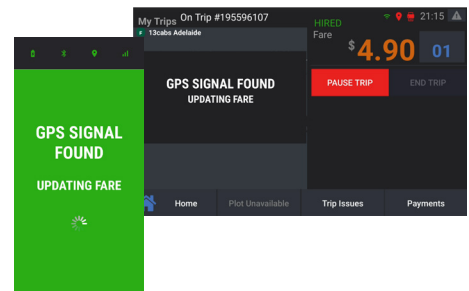 GPS SIGNAL
FOUND
UPDATING FARE
My Trips On Trip #195596107
F 13cabs Adelaide
GPS SIGNAL FOUND
UPDATING FARE
HIRED
21:15
Fare
$4.90 01
PAUSE TRIP
END TRIP
Home
Plot Unavailable
Trip Issues
Payments